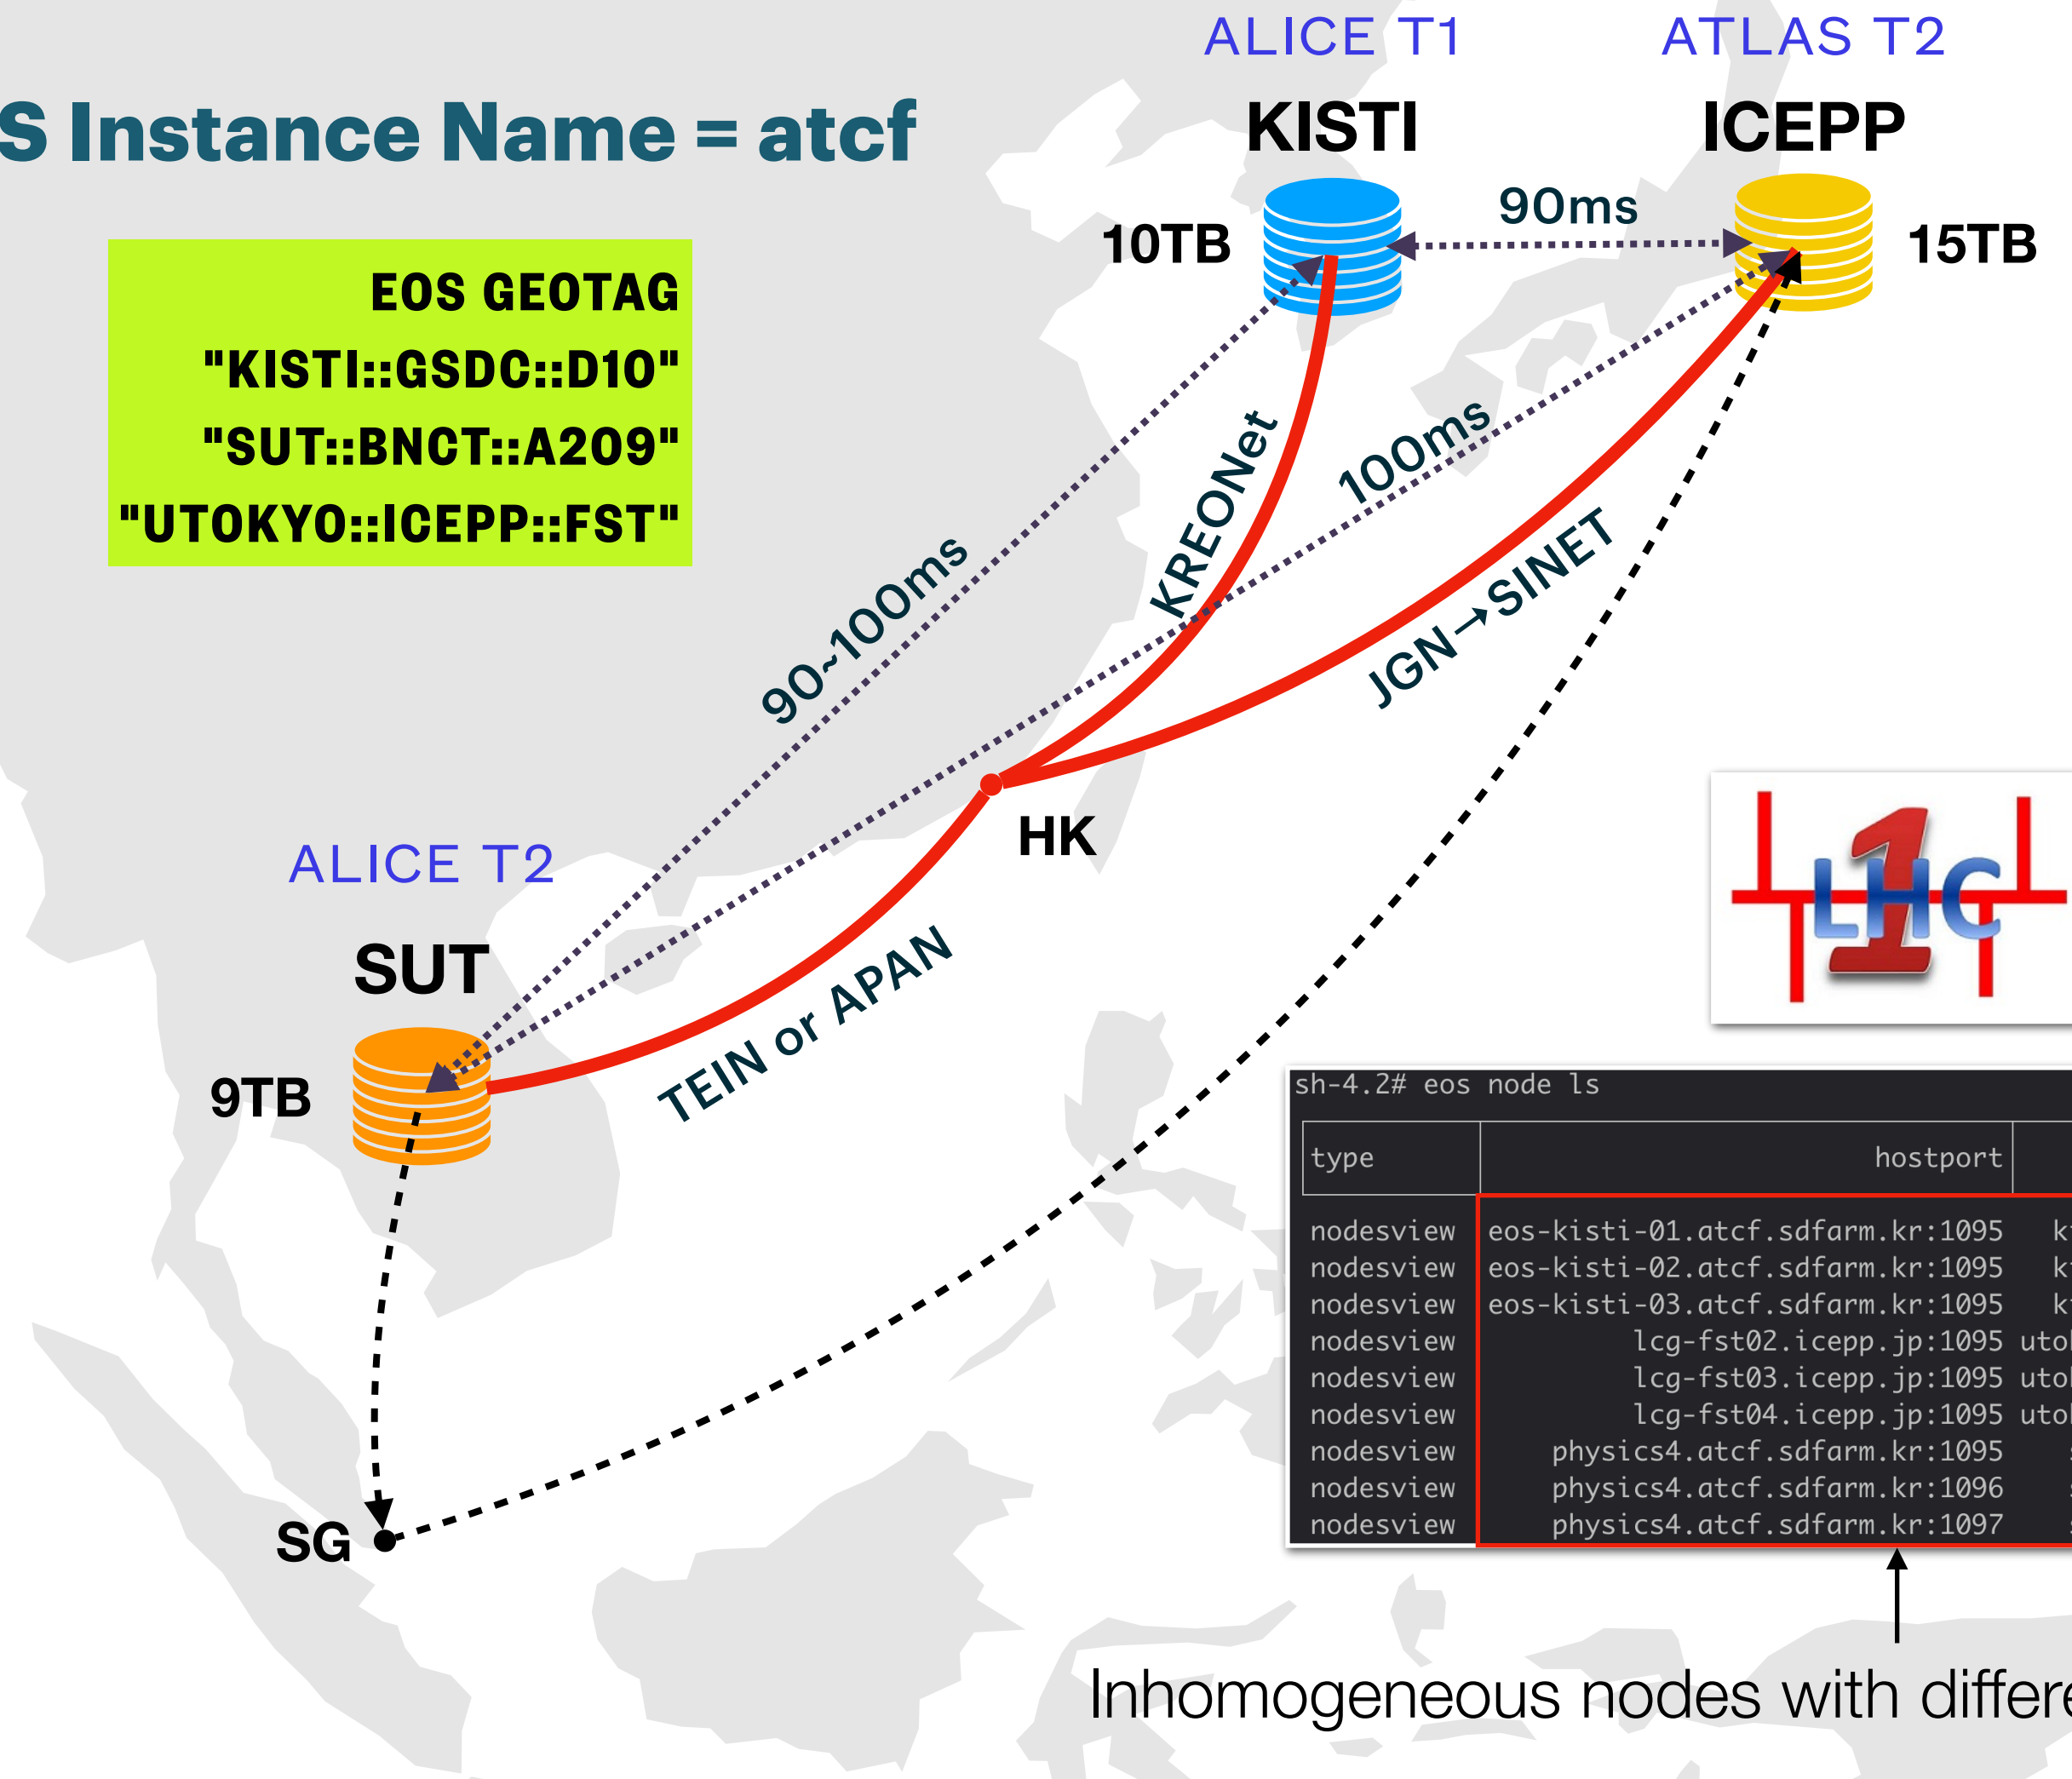 ALICE T1
ATLAS T2
S Instance Name = atcf
KISTI
ICEPP
90ms
10TB
15TB
EOS GEOTAG
"KISTI::GSDC::D10"
"SUT::BNCT::A209"
"UTOKYO::ICEPP::FST"
KREONet
100ms
90~100ms
JGN→SINET
HK
ALICE T2
SUT
TEIN or APAN
9TB
1
LHC
sh-4.2# eos node ls
type hostport
nodesview eos-kisti-01.atcf.sdfarm.kr:1095
nodesview eos-kisti-02.atcf.sdfarm.kr:1095
nodesview eos-kisti-03.atcf.sdfarm.kr:1095
nodesview lcg-fst02.icepp.jp:1095
nodesview lcg-fst03.icepp.jp:1095
nodesview lcg-fst04.icepp.jp:1095
nodesview physics4.atcf.sdfarm.kr:1095
nodesview physics4.atcf.sdfarm.kr:1096
nodesview physics4.atcf.sdfarm.kr:1097
SG
Inhomogeneous nodes with differe